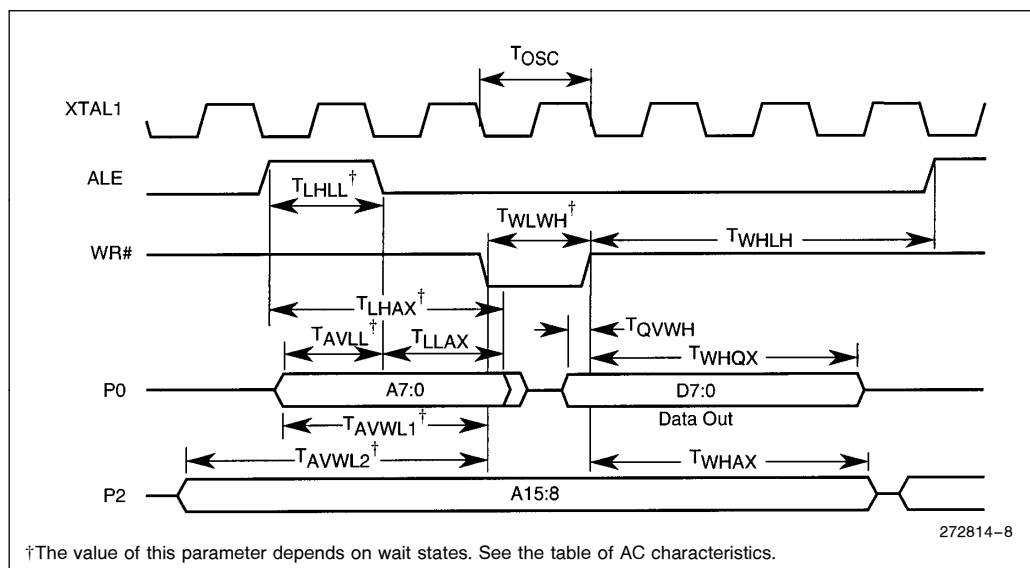 TOSC
XTAL1
ALE
TLHLL†
TWLWH†
TWHLH
WR#
TLHAX†
TAVLL†
TLLAX
TQVWH
TWHQX
P0
A7:0
D7:0
Data Out
TAVWL1†
TAVWL2†
TWHAX
P2
A15:8
272814–8
†The value of this parameter depends on wait states. See the table of AC characteristics.